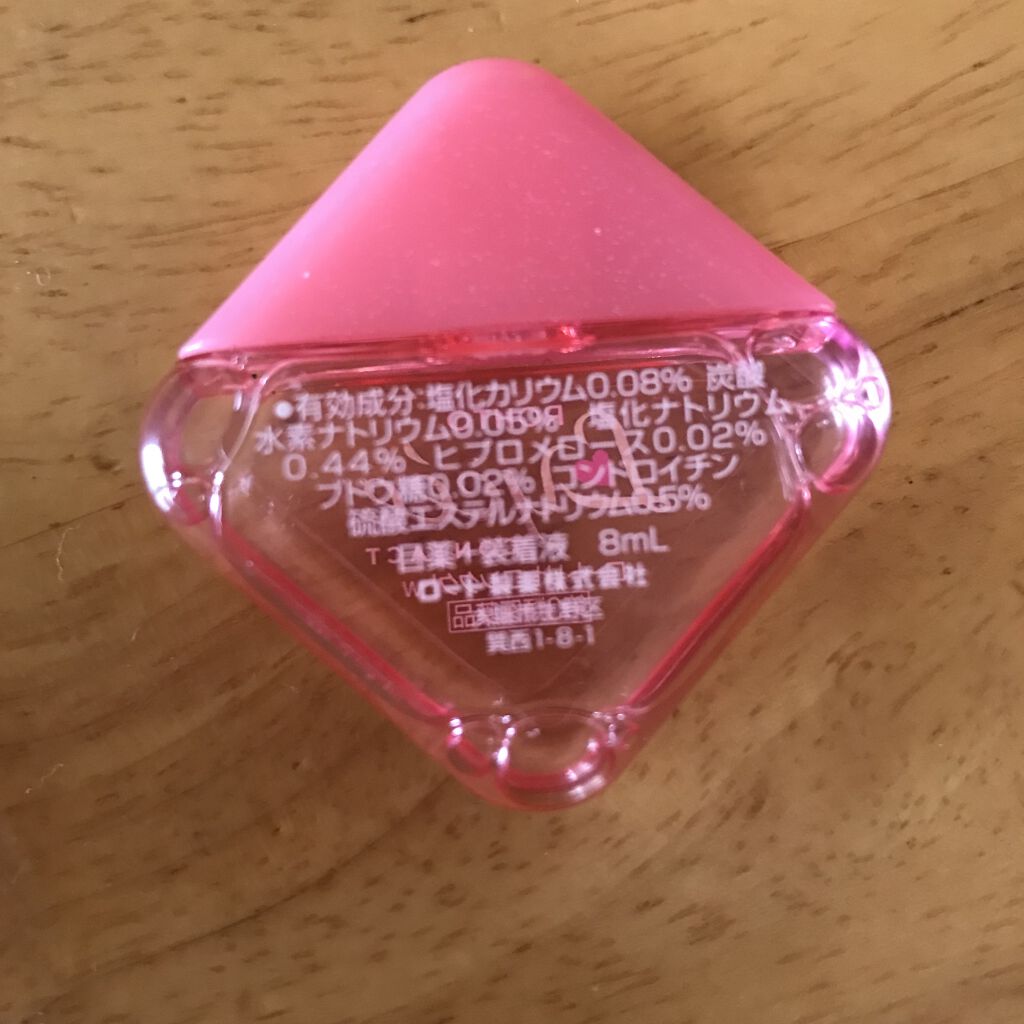 ●有効成分:塩化カリウム0.08% 炭酸
水素ナトリウム0.05% 塩化ナトリウム
0.44% ヒプロメロース0.02%
ブドウ糖0.02% コンドロイチン
硫酸エステルナトリウム0.5%
目薬・装着液 8mL
ロート製薬株式会社
巽西1-8-1